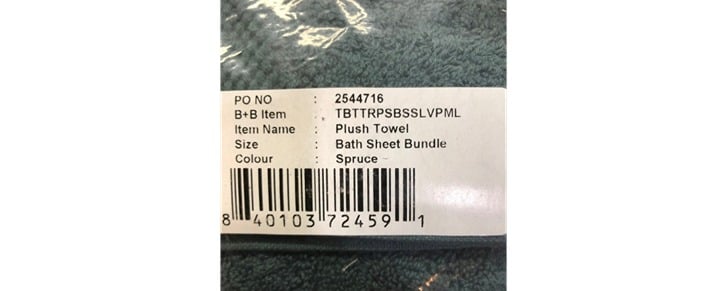 PO NO : 2544716
B+B Item : TBTTRPSBSSLVPML
Item Name : Plush Towel
Size : Bath Sheet Bundle
Colour : Spruce
8 40103 72459 1